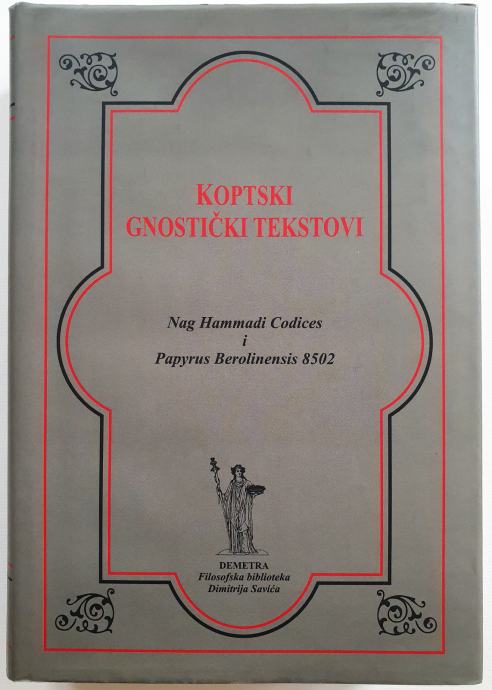 KOPTSKI
GNOSTIČKI TEKSTOVI
Nag Hammadi Codices
i
Papyrus Berolinensis 8502
DEMETRA
Filosofska biblioteka
Dimitrija Savića